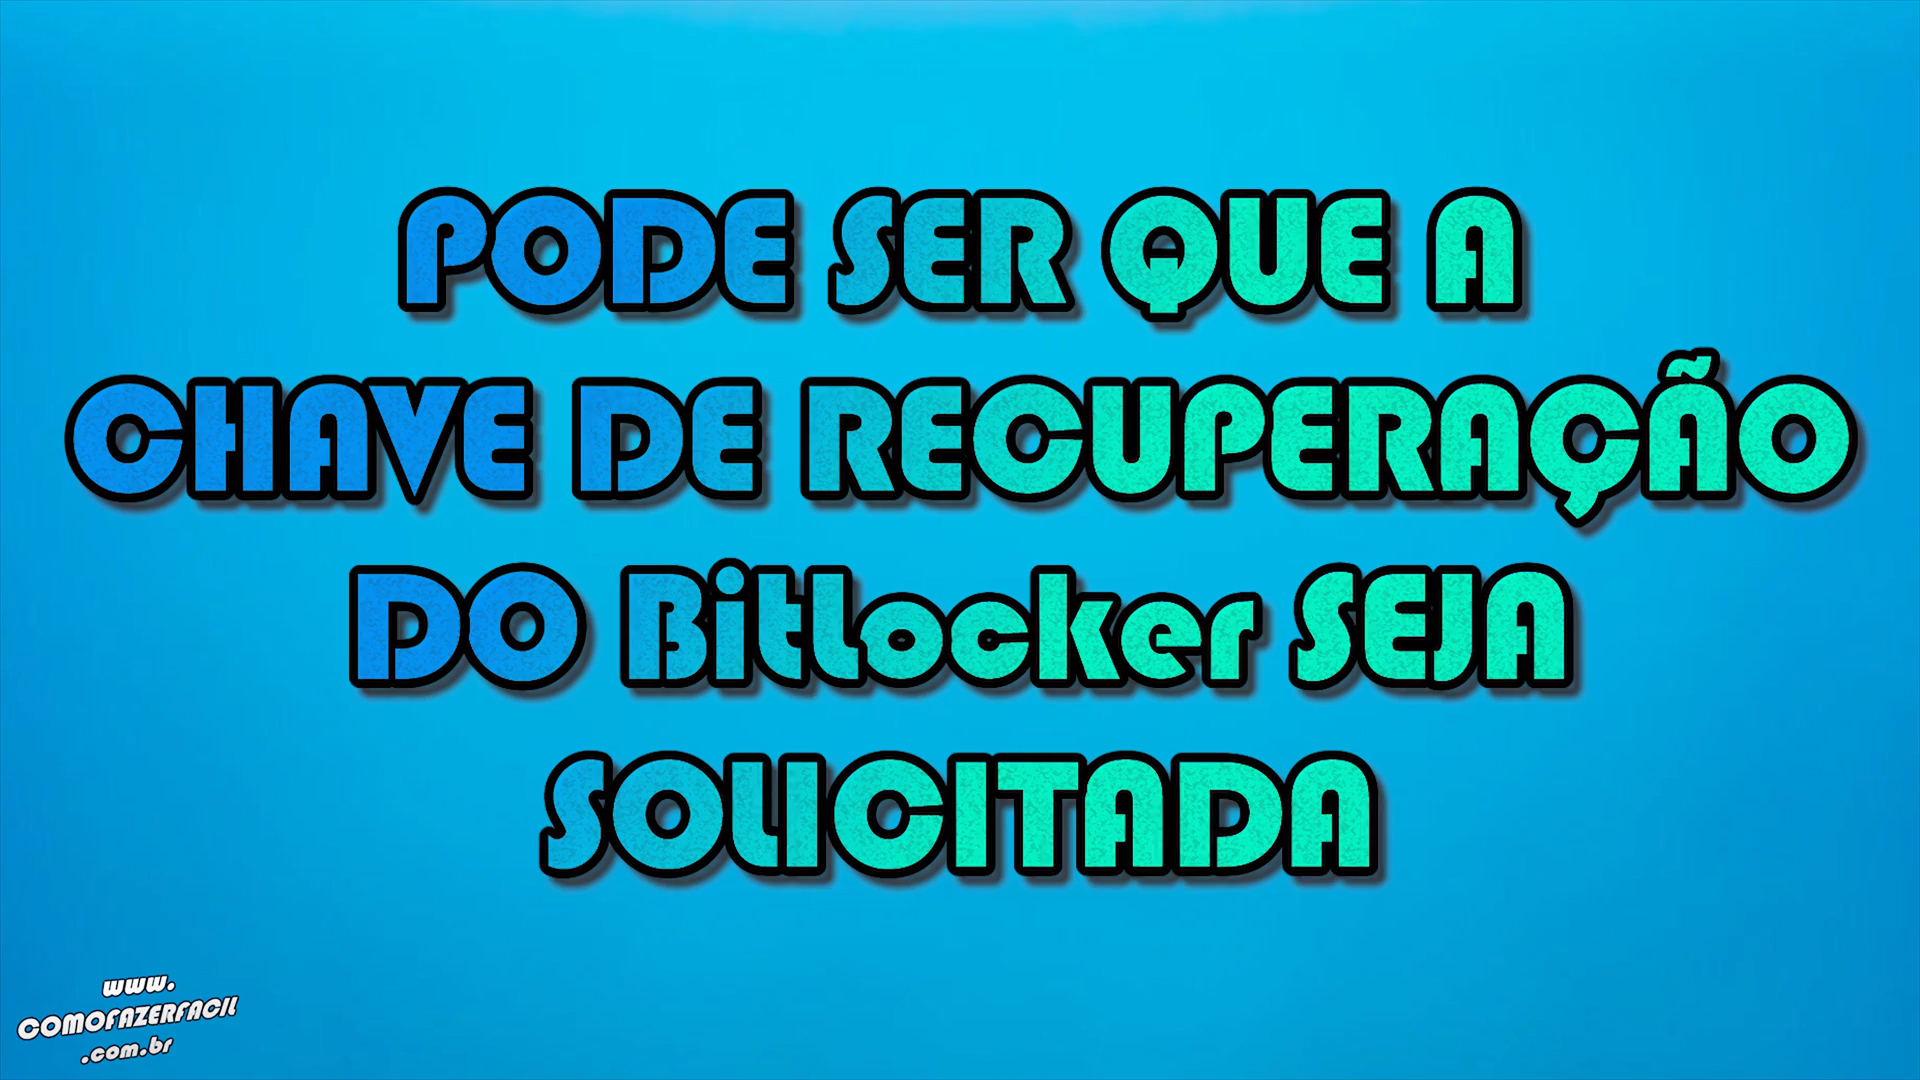 PODE SER QUE A
CHAVE DE RECUPERAÇÃO
DO BitLocker SEJA
SOLICITADA
www.
COMOFAZERFACIL
.com.br